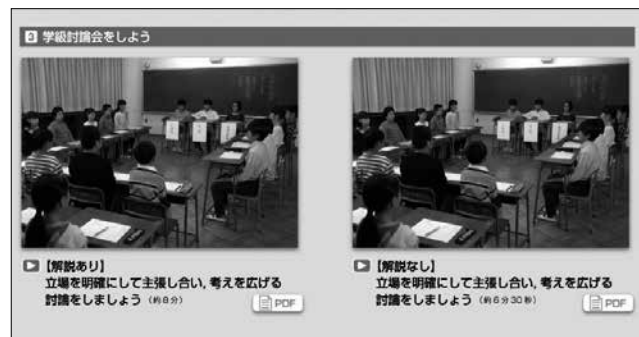 3 学級討論会をしよう
【解説あり】
立場を明確にして主張し合い,考えを広げる
討論をしましょう（約8分）
PDF
【解説なし】
立場を明確にして主張し合い,考えを広げる
討論をしましょう（約6分30秒）
PDF